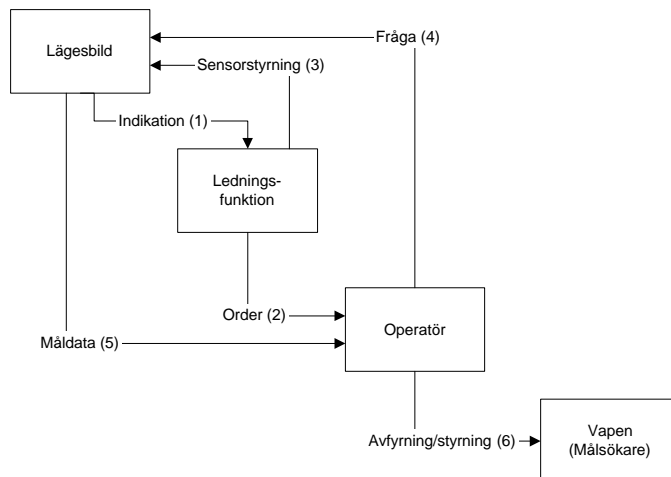 Lägesbild
Fråga (4)
Sensorstyrning (3)
Indikation (1)
Lednings-
funktion
Order (2)
Operatör
Måldata (5)
Avfyrning/styrning (6)
Vapen
(Målsökare)